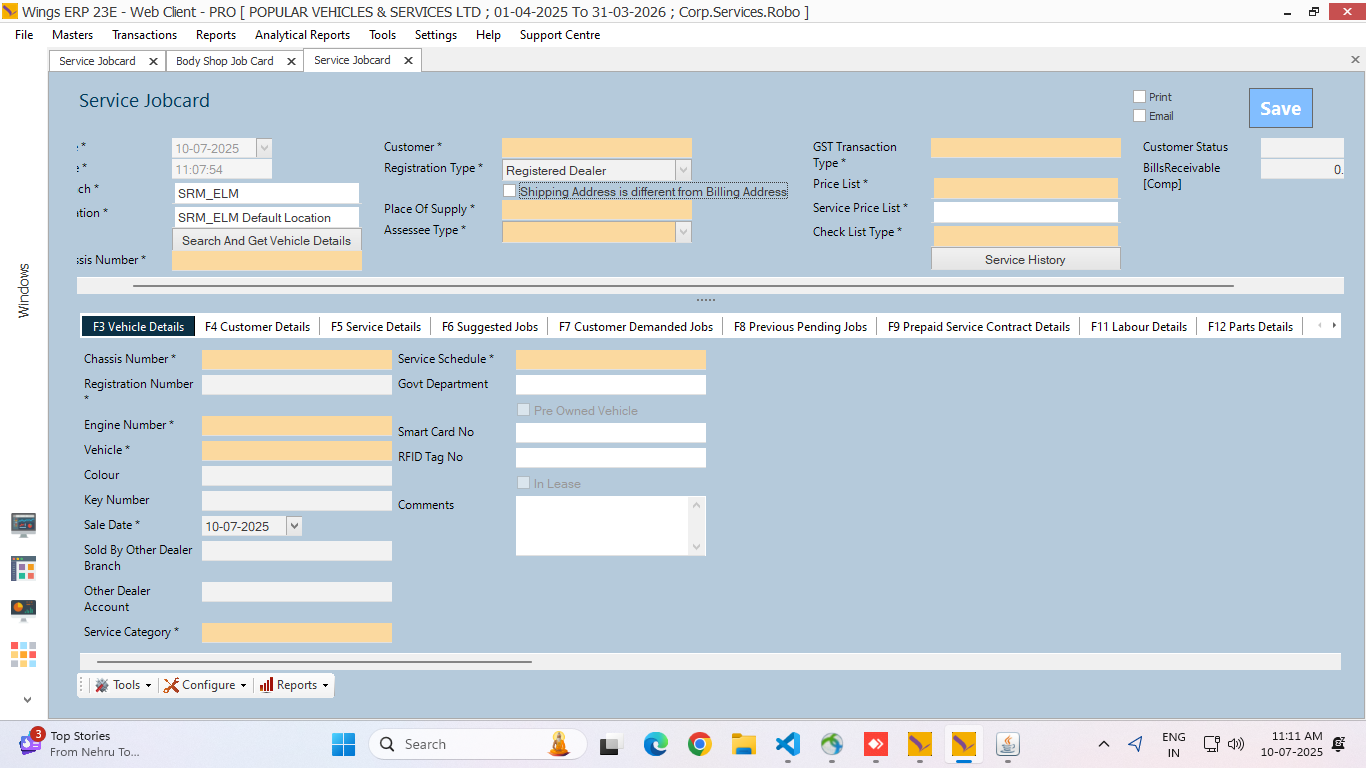 Wings ERP 23E - Web Client - PRO [ POPULAR VEHICLES & SERVICES LTD ; 01-04-2025 To 31-03-2026 ; Corp.Services.Robo ]
File Masters Transactions Reports Analytical Reports Tools Settings Help Support Centre
Service Jobcard Body Shop Job Card Service Jobcard
Service Jobcard
Print
Email
Save
10-07-2025
11:07:54
ch *
SRM_ELM
ation *
SRM_ELM Default Location
Search And Get Vehicle Details
ssis Number *
Customer *
Registration Type *
Registered Dealer
Shipping Address is different from Billing Address
Place Of Supply *
Assessee Type *
GST Transaction
Type *
Price List *
Service Price List *
Check List Type *
Service History
Customer Status
BillsReceivable
[Comp]
0.
Windows
F3 Vehicle Details F4 Customer Details F5 Service Details F6 Suggested Jobs F7 Customer Demanded Jobs F8 Previous Pending Jobs F9 Prepaid Service Contract Details F11 Labour Details F12 Parts Details
Chassis Number *
Registration Number
*
Engine Number *
Vehicle *
Colour
Key Number
Sale Date *
10-07-2025
Sold By Other Dealer
Branch
Other Dealer
Account
Service Category *
Service Schedule *
Govt Department
Pre Owned Vehicle
Smart Card No
RFID Tag No
In Lease
Comments
Tools Configure Reports
3
Top Stories
From Nehru To...
Search
ENG
IN
11:11 AM
10-07-2025